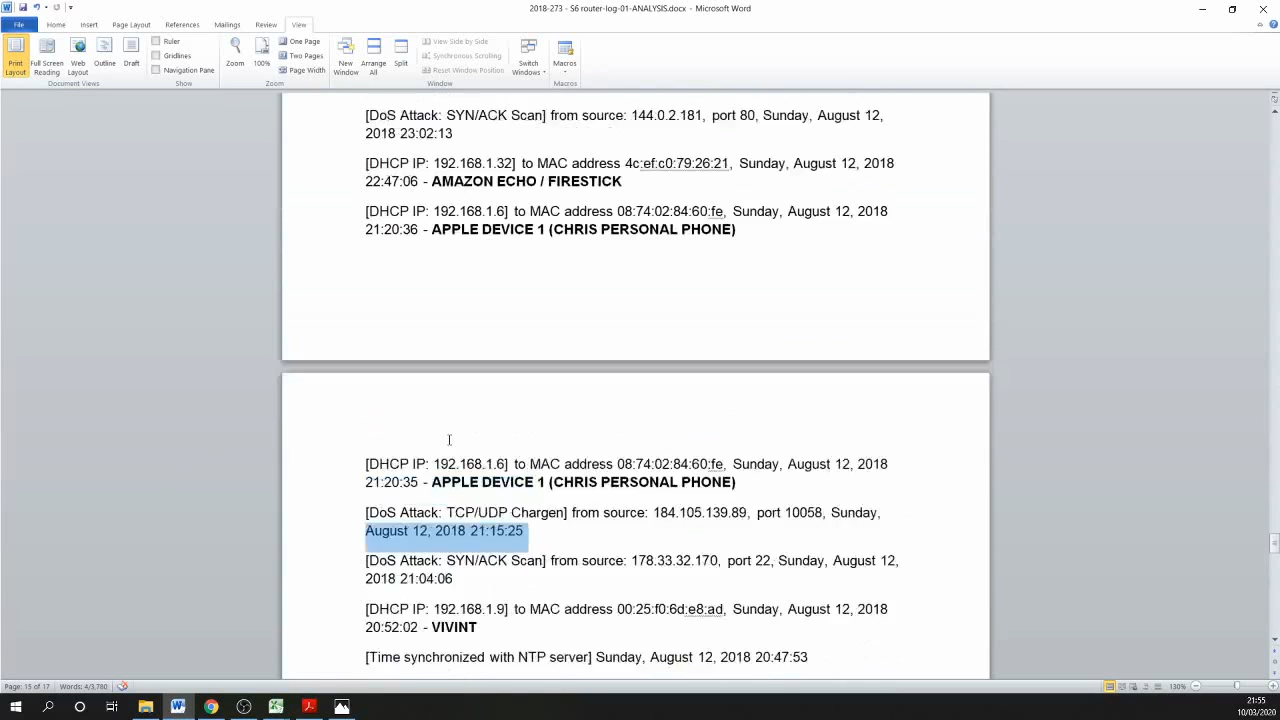 2018-273 - S6 router-log-01-ANALYSIS.docx - Microsoft Word
File Home Insert Page Layout References Mailings Review View
Print Layout
Full Screen Reading
Web Layout
Outline
Draft
Document Views
Ruler
Gridlines
Navigation Pane
Show
Zoom
100%
One Page
Two Pages
Page Width
Zoom
New Window
Arrange All
Split
View Side by Side
Synchronous Scrolling
Reset Window Position
Window
Switch Windows
Macros
Macros
[DoS Attack: SYN/ACK Scan] from source: 144.0.2.181, port 80, Sunday, August 12,
2018 23:02:13
[DHCP IP: 192.168.1.32] to MAC address 4c:ef:c0:79:26:21, Sunday, August 12, 2018
22:47:06 - AMAZON ECHO / FIRESTICK
[DHCP IP: 192.168.1.6] to MAC address 08:74:02:84:60:fe, Sunday, August 12, 2018
21:20:36 - APPLE DEVICE 1 (CHRIS PERSONAL PHONE)
[DHCP IP: 192.168.1.6] to MAC address 08:74:02:84:60:fe, Sunday, August 12, 2018
21:20:35 - APPLE DEVICE 1 (CHRIS PERSONAL PHONE)
[DoS Attack: TCP/UDP Chargen] from source: 184.105.139.89, port 10058, Sunday,
August 12, 2018 21:15:25
[DoS Attack: SYN/ACK Scan] from source: 178.33.32.170, port 22, Sunday, August 12,
2018 21:04:06
[DHCP IP: 192.168.1.9] to MAC address 00:25:f0:6d:e8:ad, Sunday, August 12, 2018
20:52:02 - VIVINT
[Time synchronized with NTP server] Sunday, August 12, 2018 20:47:53
Page: 15 of 17 Words: 4/3,780
130%
21:55
10/03/2020